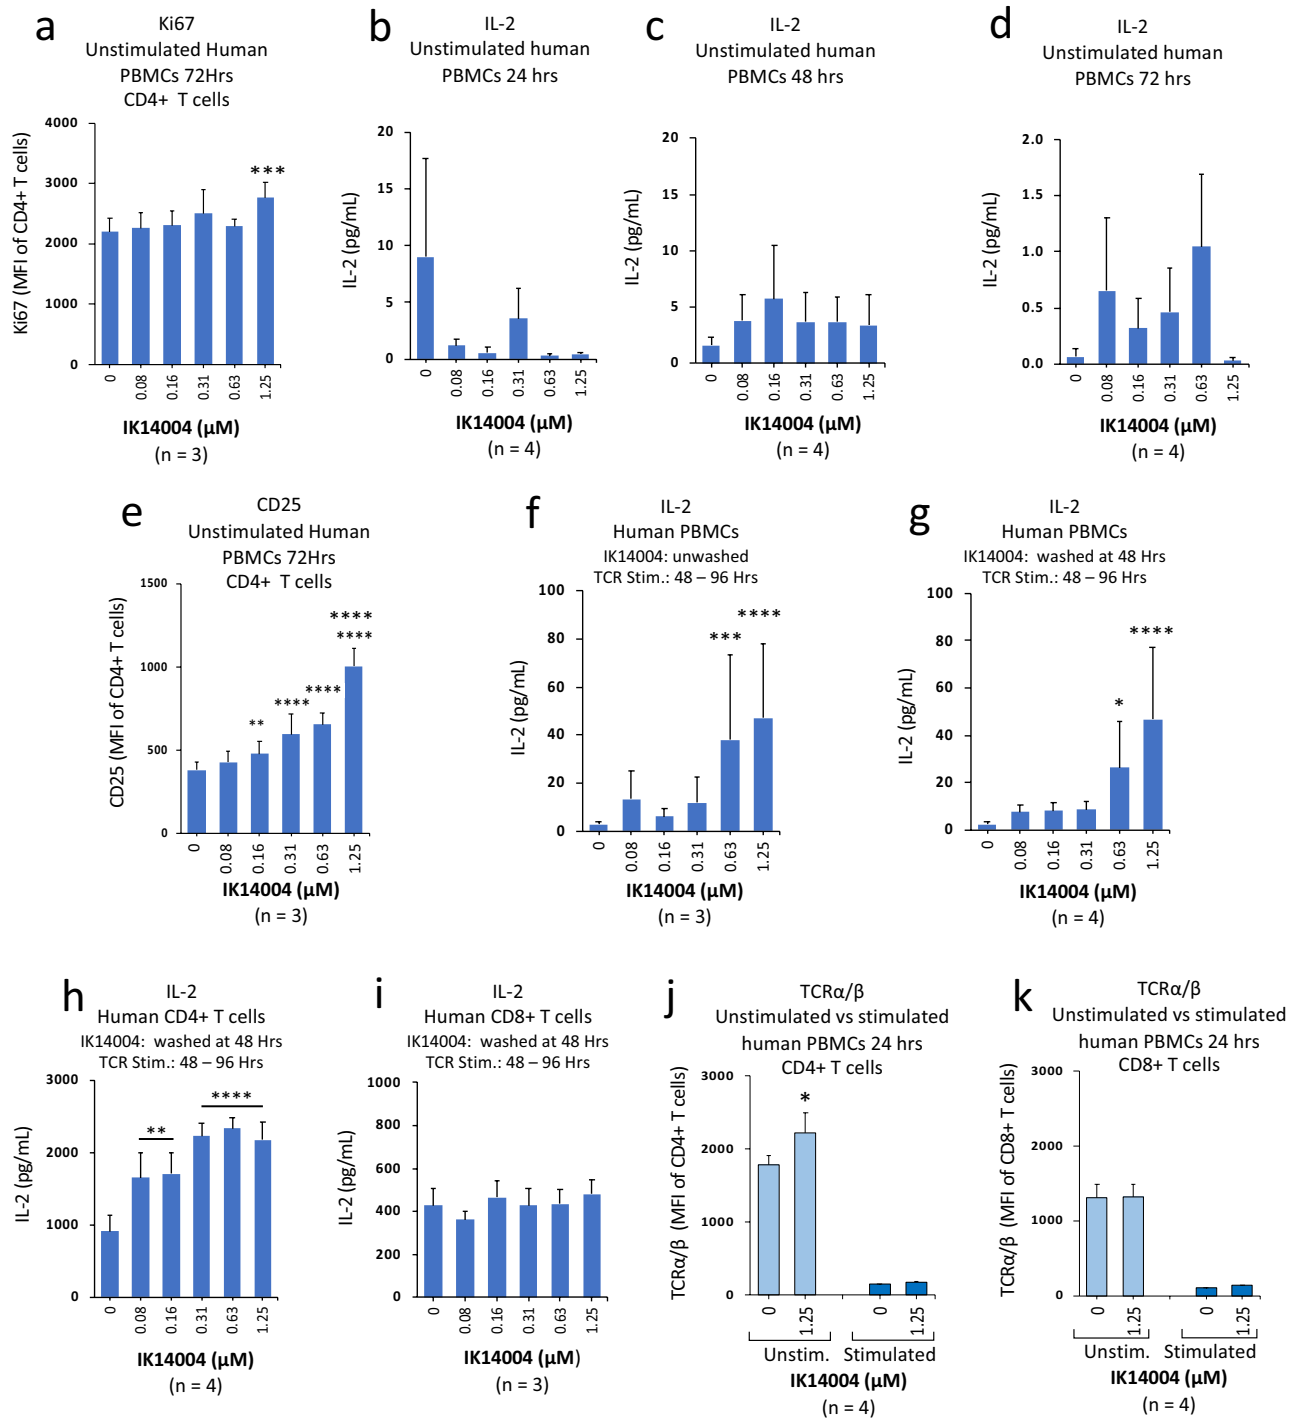 a
Ki67
Unstimulated Human
PBMCs 72Hrs
CD4+ T cells
Ki67 (MFI of CD4+ T cells)
4000
3000
2000
1000
0
***
0
0.08
0.16
0.31
0.63
1.25
IK14004 (μM)
(n = 3)
b
IL-2
Unstimulated human
PBMCs 24 hrs
IL-2 (pg/mL)
20
15
10
5
0
0
0.08
0.16
0.31
0.63
1.25
IK14004 (μM)
(n = 4)
c
IL-2
Unstimulated human
PBMCs 48 hrs
IL-2 (pg/mL)
20
15
10
5
0
0
0.08
0.16
0.31
0.63
1.25
IK14004 (μM)
(n = 4)
d
IL-2
Unstimulated human
PBMCs 72 hrs
IL-2 (pg/mL)
2.0
1.5
1.0
0.5
0.0
0
0.08
0.16
0.31
0.63
1.25
IK14004 (μM)
(n = 4)
e
CD25
Unstimulated Human
PBMCs 72Hrs
CD4+ T cells
CD25 (MFI of CD4+ T cells)
1500
1000
500
0
**
****
****
****
****
0
0.08
0.16
0.31
0.63
1.25
IK14004 (μM)
(n = 3)
f
IL-2
Human PBMCs
IK14004: unwashed
TCR Stim.: 48 – 96 Hrs
IL-2 (pg/mL)
100
80
60
40
20
0
***
****
0
0.08
0.16
0.31
0.63
1.25
IK14004 (μM)
(n = 3)
g
IL-2
Human PBMCs
IK14004: washed at 48 Hrs
TCR Stim.: 48 – 96 Hrs
IL-2 (pg/mL)
100
80
60
40
20
0
*
****
0
0.08
0.16
0.31
0.63
1.25
IK14004 (μM)
(n = 4)
h
IL-2
Human CD4+ T cells
IK14004: washed at 48 Hrs
TCR Stim.: 48 – 96 Hrs
IL-2 (pg/mL)
3000
2000
1000
0
**
****
0
0.08
0.16
0.31
0.63
1.25
IK14004 (μM)
(n = 4)
i
IL-2
Human CD8+ T cells
IK14004: washed at 48 Hrs
TCR Stim.: 48 – 96 Hrs
IL-2 (pg/mL)
1000
800
600
400
200
0
0
0.08
0.16
0.31
0.63
1.25
IK14004 (μM)
(n = 3)
j
TCRα/β
Unstimulated vs stimulated
human PBMCs 24 hrs
CD4+ T cells
TCRα/β (MFI of CD4+ T cells)
3000
2000
1000
0
*
0
1.25
0
1.25
Unstim. Stimulated
IK14004 (μM)
(n = 4)
k
TCRα/β
Unstimulated vs stimulated
human PBMCs 24 hrs
CD8+ T cells
TCRα/β (MFI of CD8+ T cells)
3000
2000
1000
0
0
1.25
0
1.25
Unstim. Stimulated
IK14004 (μM)
(n = 4)